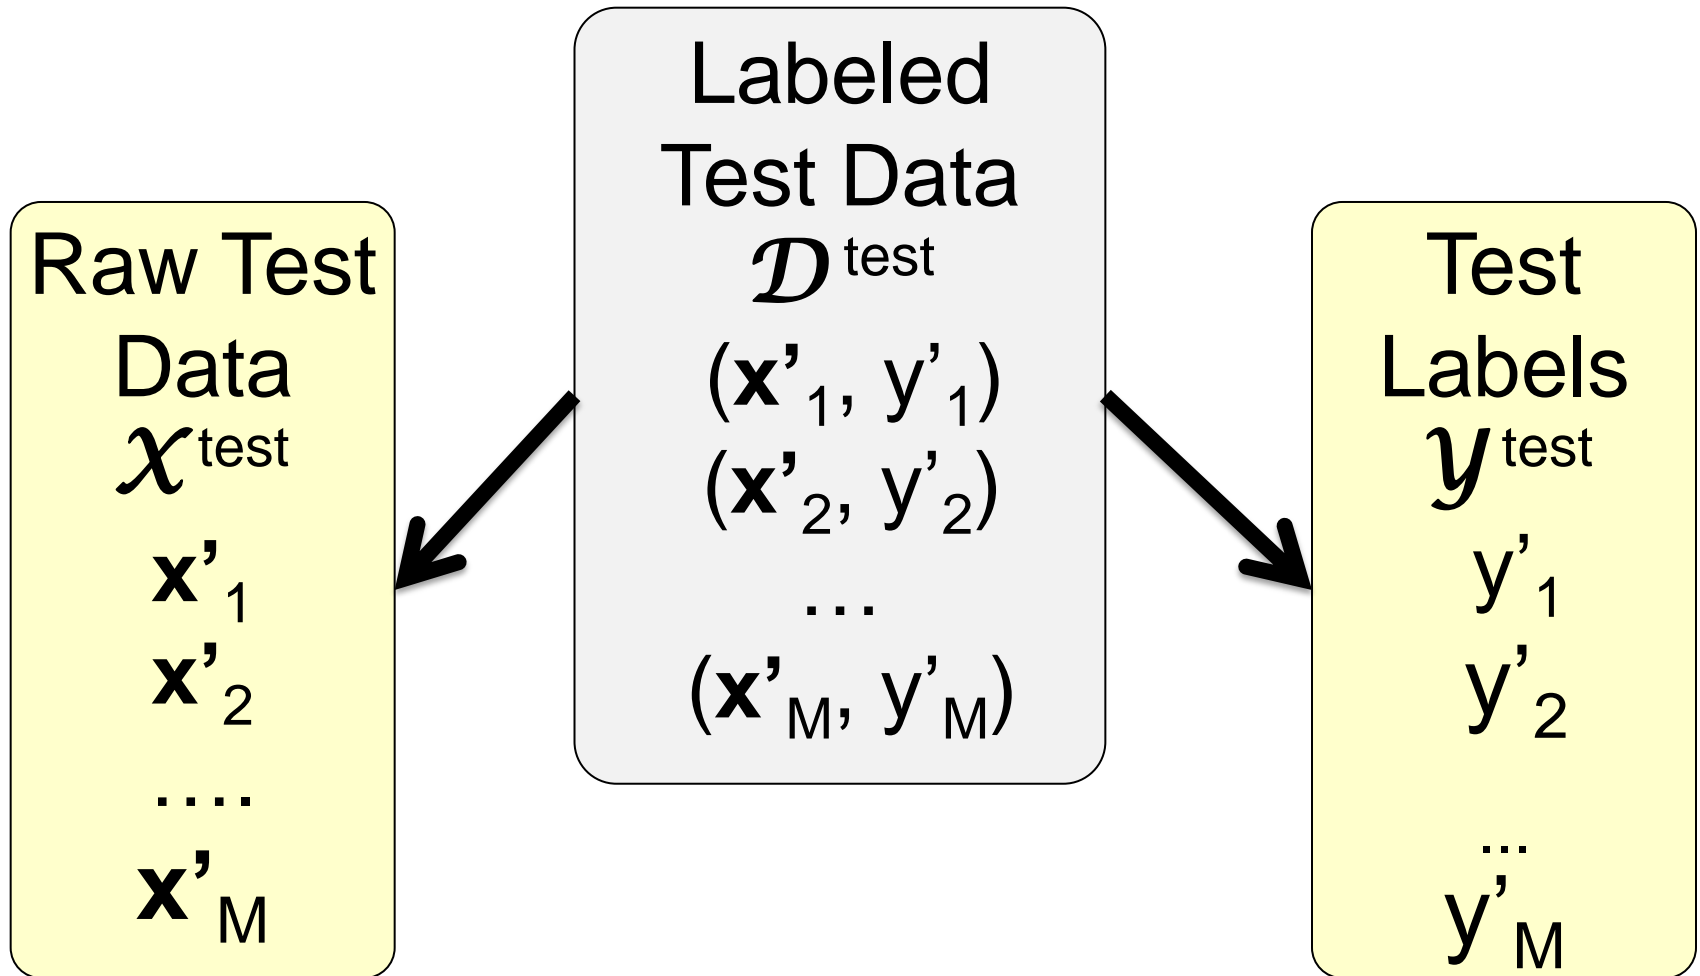 Raw Test
Data
𝒳 test
x’1
x’2
....
x’M
Labeled
Test Data
𝒟 test
(x’1, y’1)
(x’2, y’2)
...
(x’M, y’M)
Test
Labels
𝒴 test
y’1
y’2
...
y’M